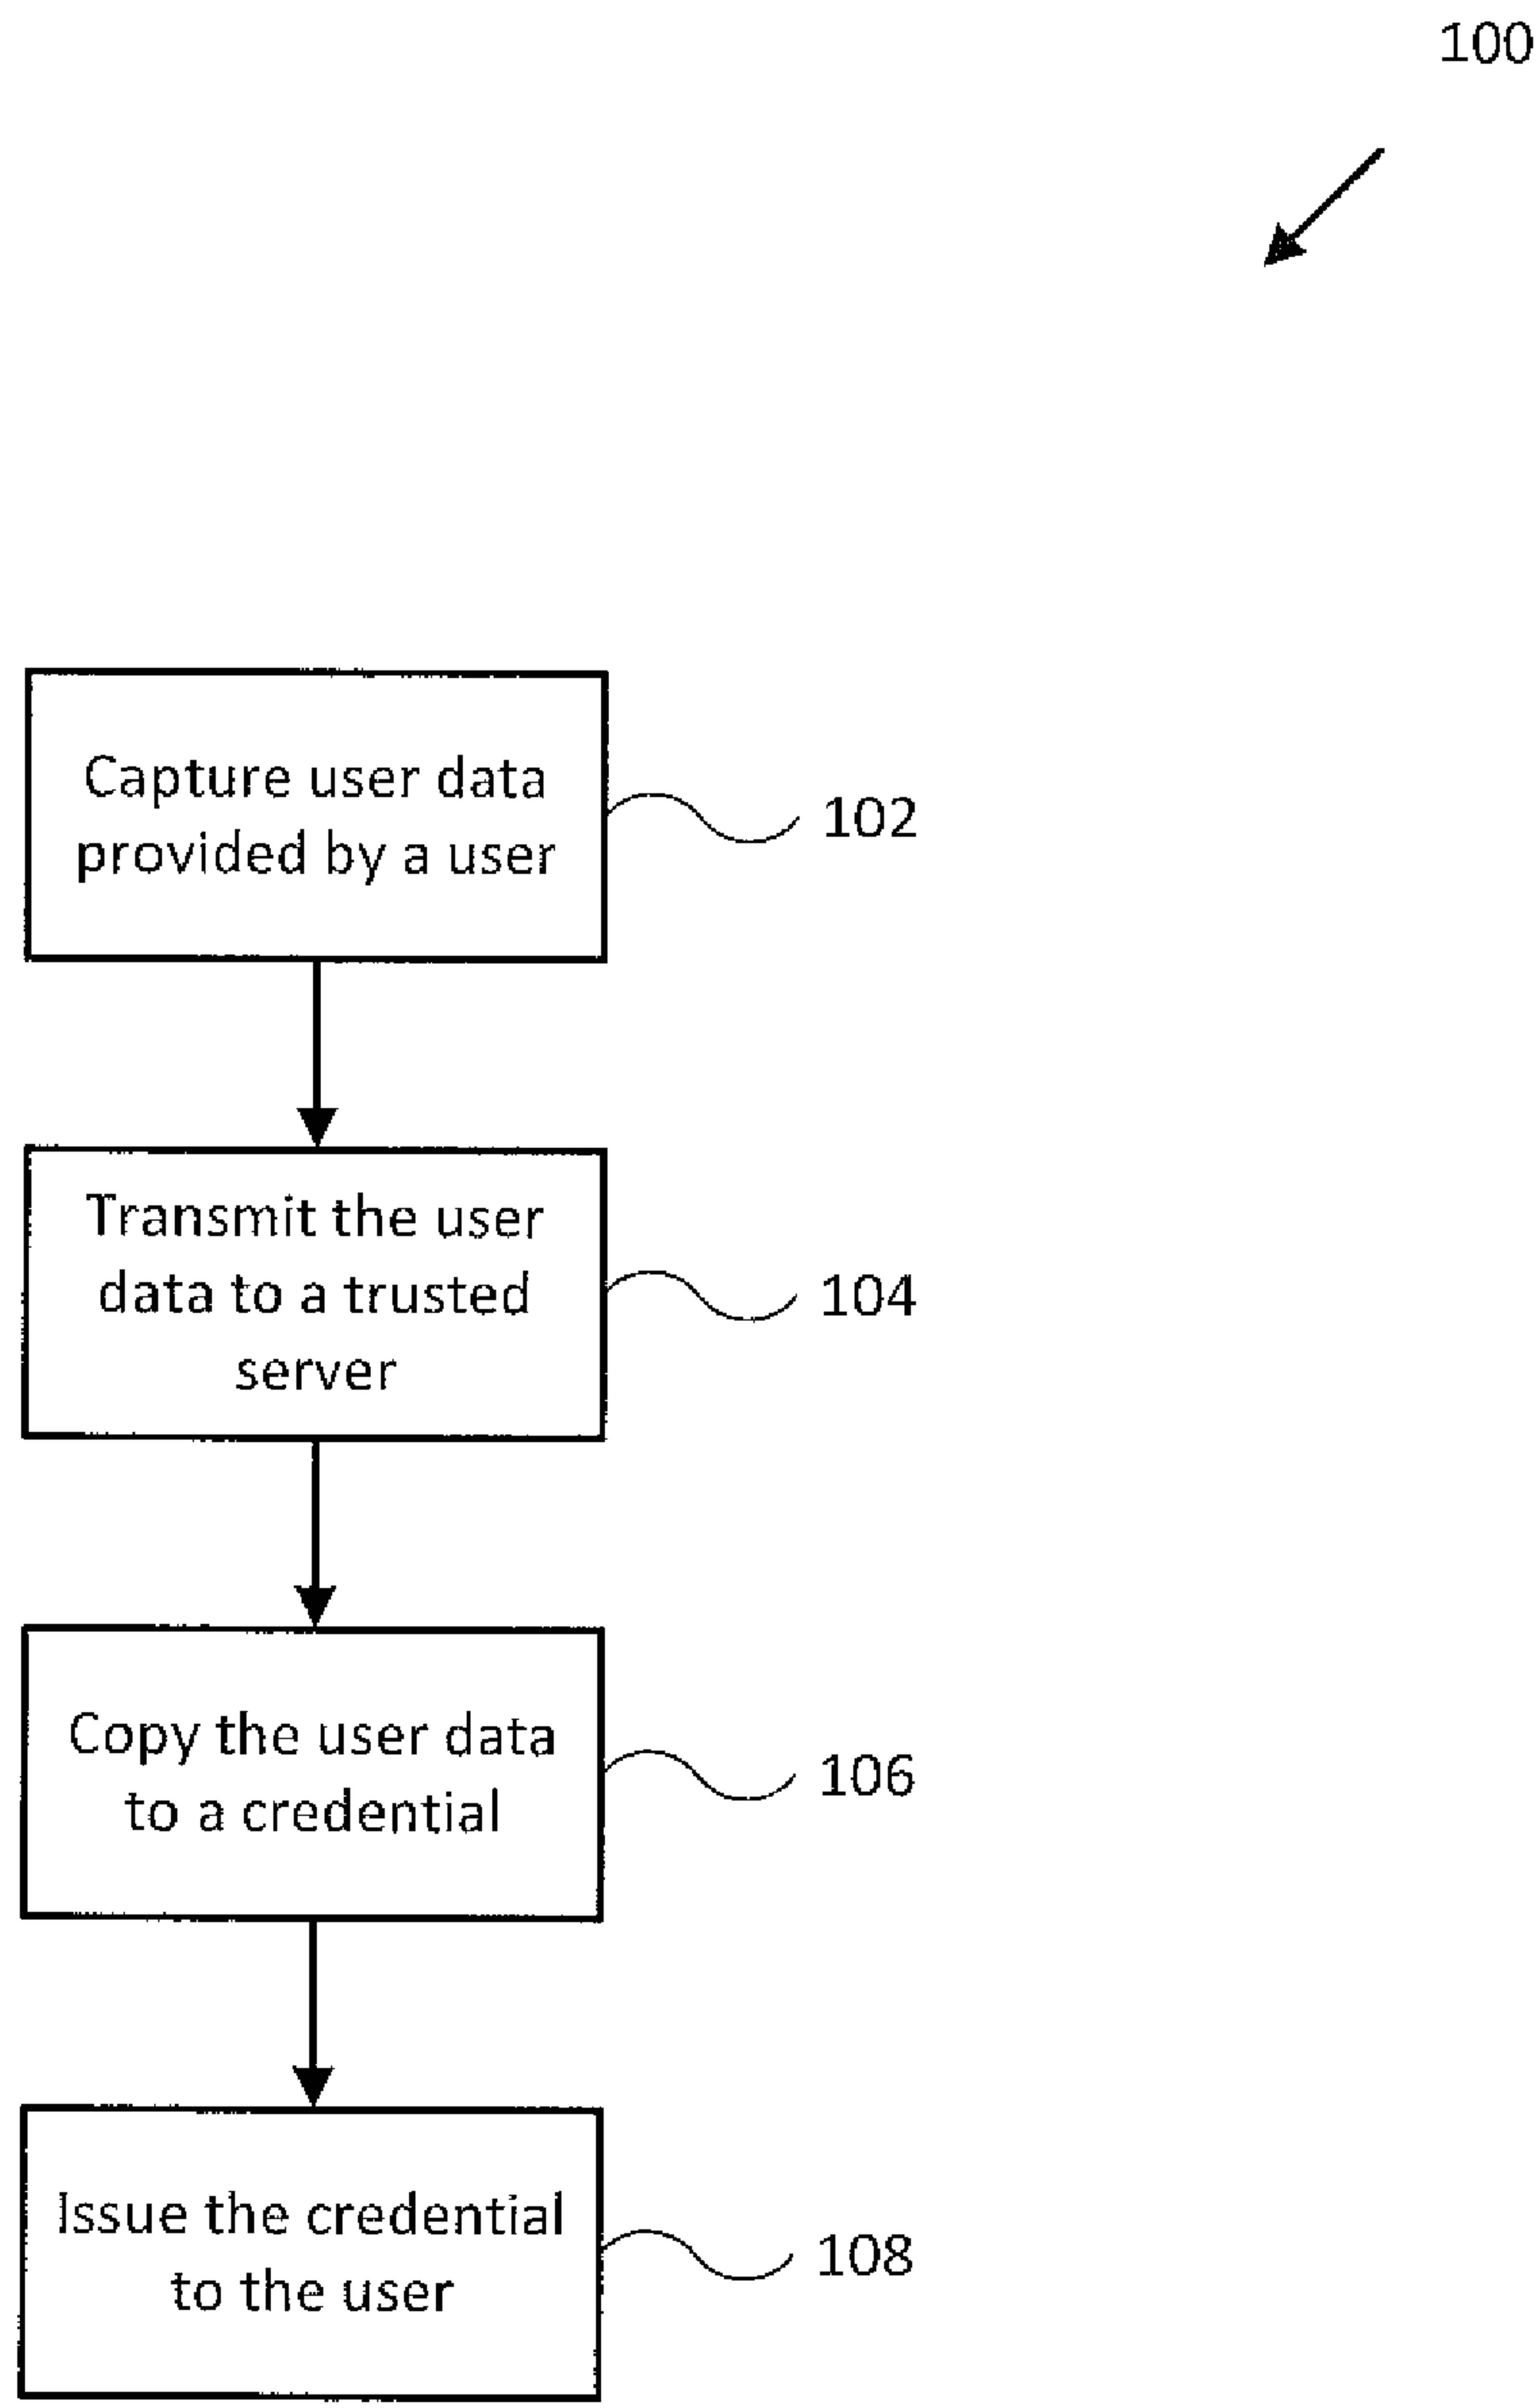 100
Capture user data
provided by a user
102
Transmit the user
data to a trusted
server
104
Copy the user data
to a credential
106
Issue the credential
to the user
108